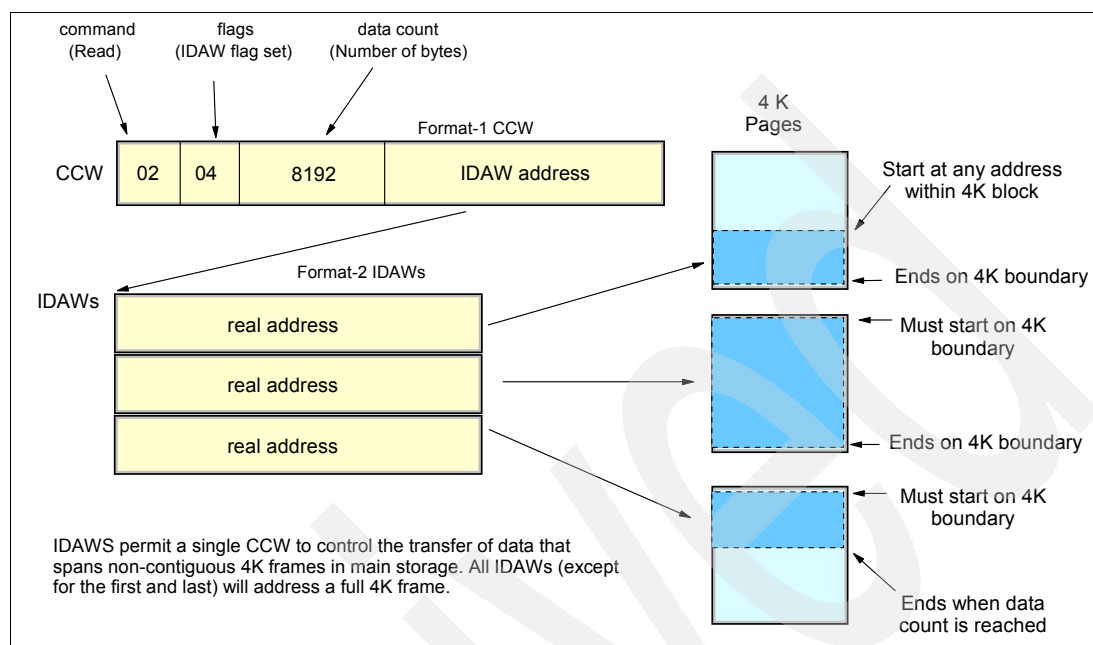 command
(Read)
flags
(IDAW flag set)
data count
(Number of bytes)
Format-1 CCW
CCW
02
04
8192
IDAW address
4 K
Pages
Start at any address
within 4K block
Ends on 4K boundary
Format-2 IDAWs
IDAWs
real address
real address
real address
Must start on 4K
boundary
Ends on 4K boundary
Must start on 4K
boundary
Ends when data
count is reached
IDAWS permit a single CCW to control the transfer of data that
spans non-contiguous 4K frames in main storage. All IDAWs (except
for the first and last) will address a full 4K frame.